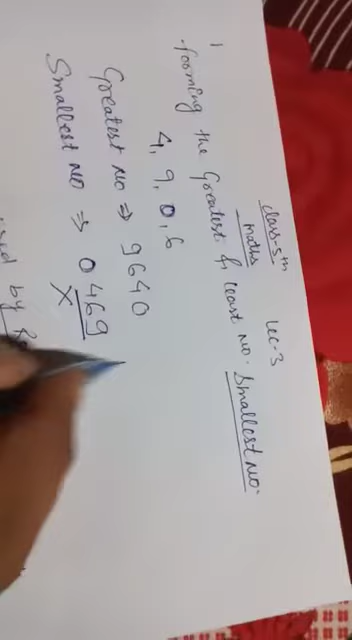 class-5th
Maths Lec-3
1
forming the Greatest & least no. Smallest no.
4, 9, 0, 6
Greatest no ⇒ 9640
Smallest no ⇒ 0469
×
by